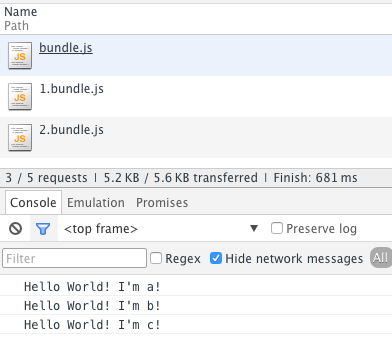 Name
Path
JS
bundle.js
JS
1.bundle.js
JS
2.bundle.js
3 / 5 requests | 5.2 KB / 5.6 KB transferred | Finish: 681 ms
Console Emulation Promises
<top frame> ▼ Preserve log
Filter Regex Hide network messages All
Hello World! I'm a!
Hello World! I'm b!
Hello World! I'm c!